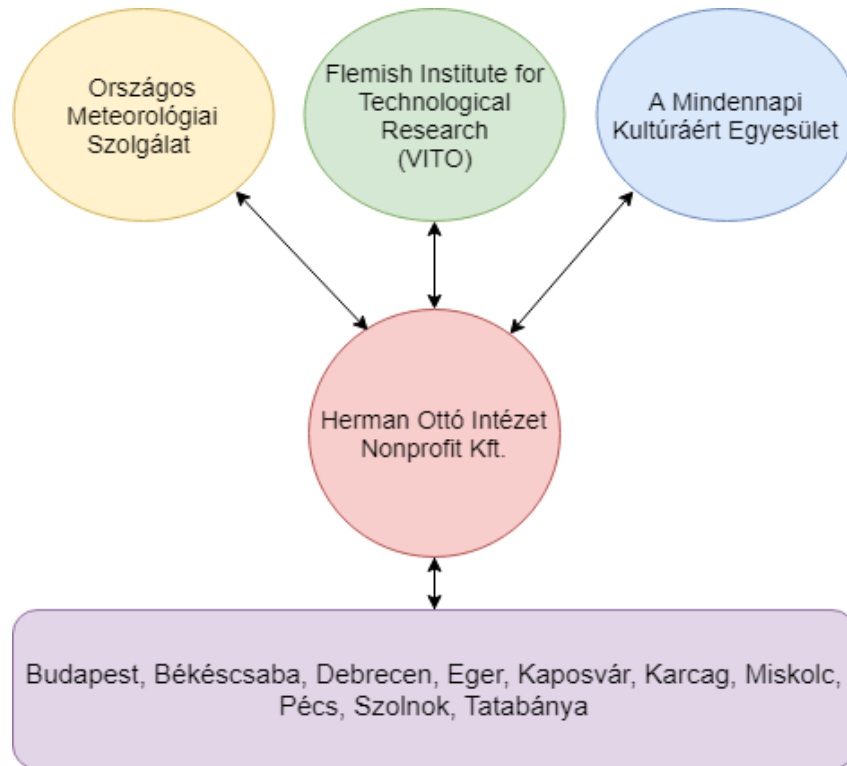 Országos
Meteorológiai
Szolgálat
Flemish Institute for
Technological
Research
(VITO)
A Mindennapi
Kultúráért Egyesület
Herman Ottó Intézet
Nonprofit Kft.
Budapest, Békéscsaba, Debrecen, Eger, Kaposvár, Karcag, Miskolc,
Pécs, Szolnok, Tatabánya